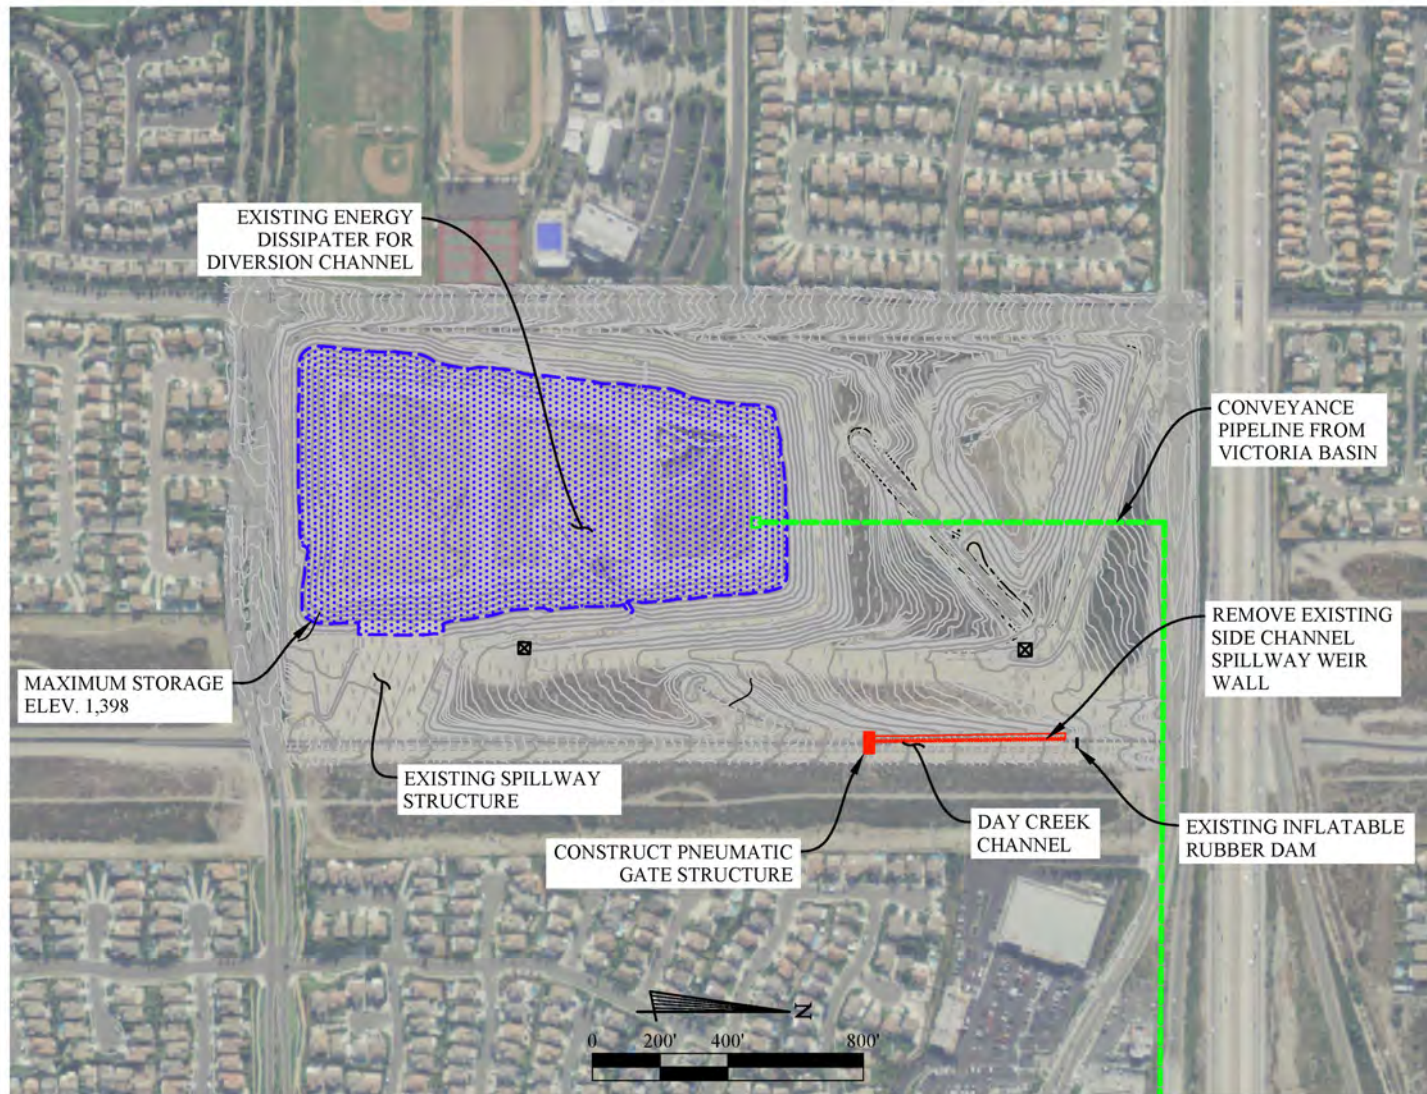 EXISTING ENERGY
DISSIPATER FOR
DIVERSION CHANNEL
CONVEYANCE
PIPELINE FROM
VICTORIA BASIN
REMOVE EXISTING
SIDE CHANNEL
SPILLWAY WEIR
WALL
MAXIMUM STORAGE
ELEV. 1,398
EXISTING SPILLWAY
STRUCTURE
CONSTRUCT PNEUMATIC
GATE STRUCTURE
DAY CREEK
CHANNEL
EXISTING INFLATABLE
RUBBER DAM
N
0 200' 400' 800'